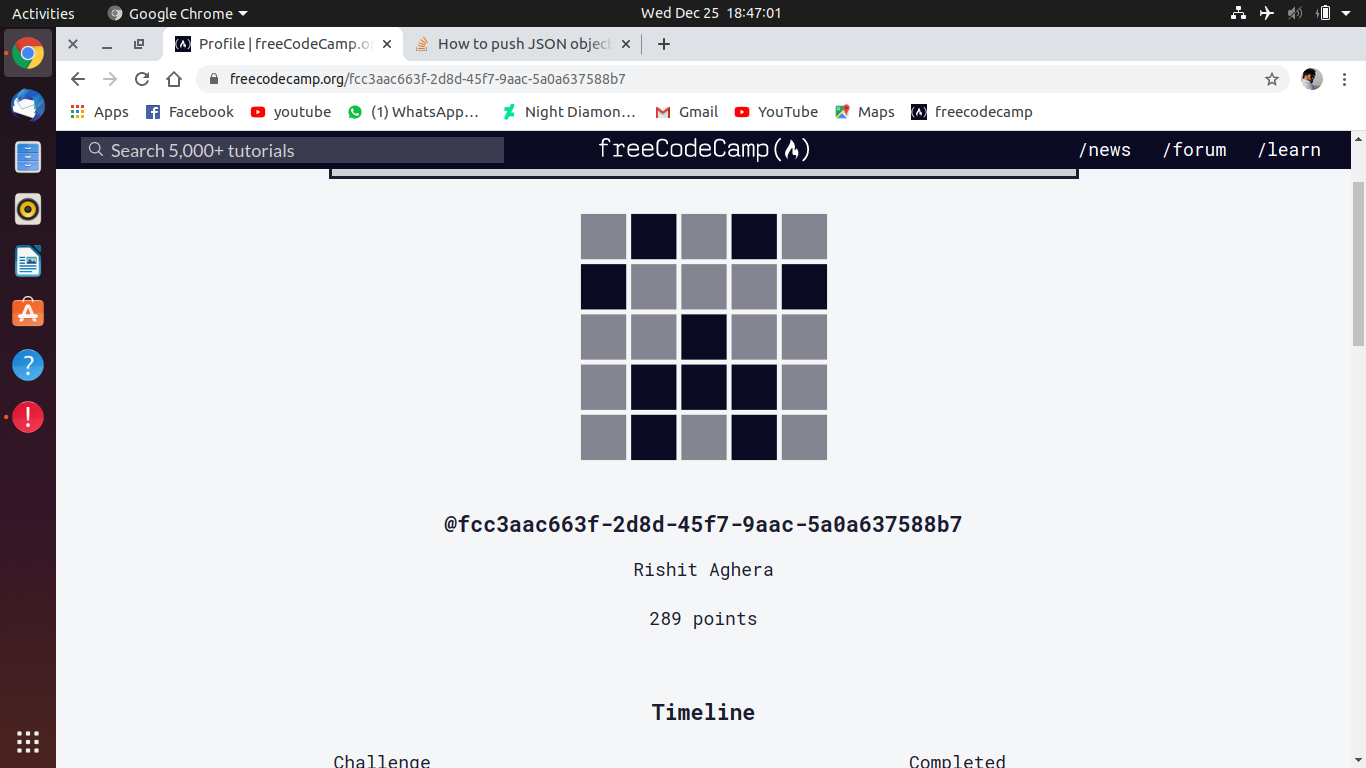 Activities Google Chrome Wed Dec 25 18:47:01
Profile | freeCodeCamp.o How to push JSON object
freecodecamp.org/fcc3aac663f-2d8d-45f7-9aac-5a0a637588b7
Apps Facebook youtube (1) WhatsApp... Night Diamon... Gmail YouTube Maps freecodecamp
Search 5,000+ tutorials freeCodeCamp /news /forum /learn
@fcc3aac663f-2d8d-45f7-9aac-5a0a637588b7
Rishit Aghera
289 points
Timeline
Challenge Completed